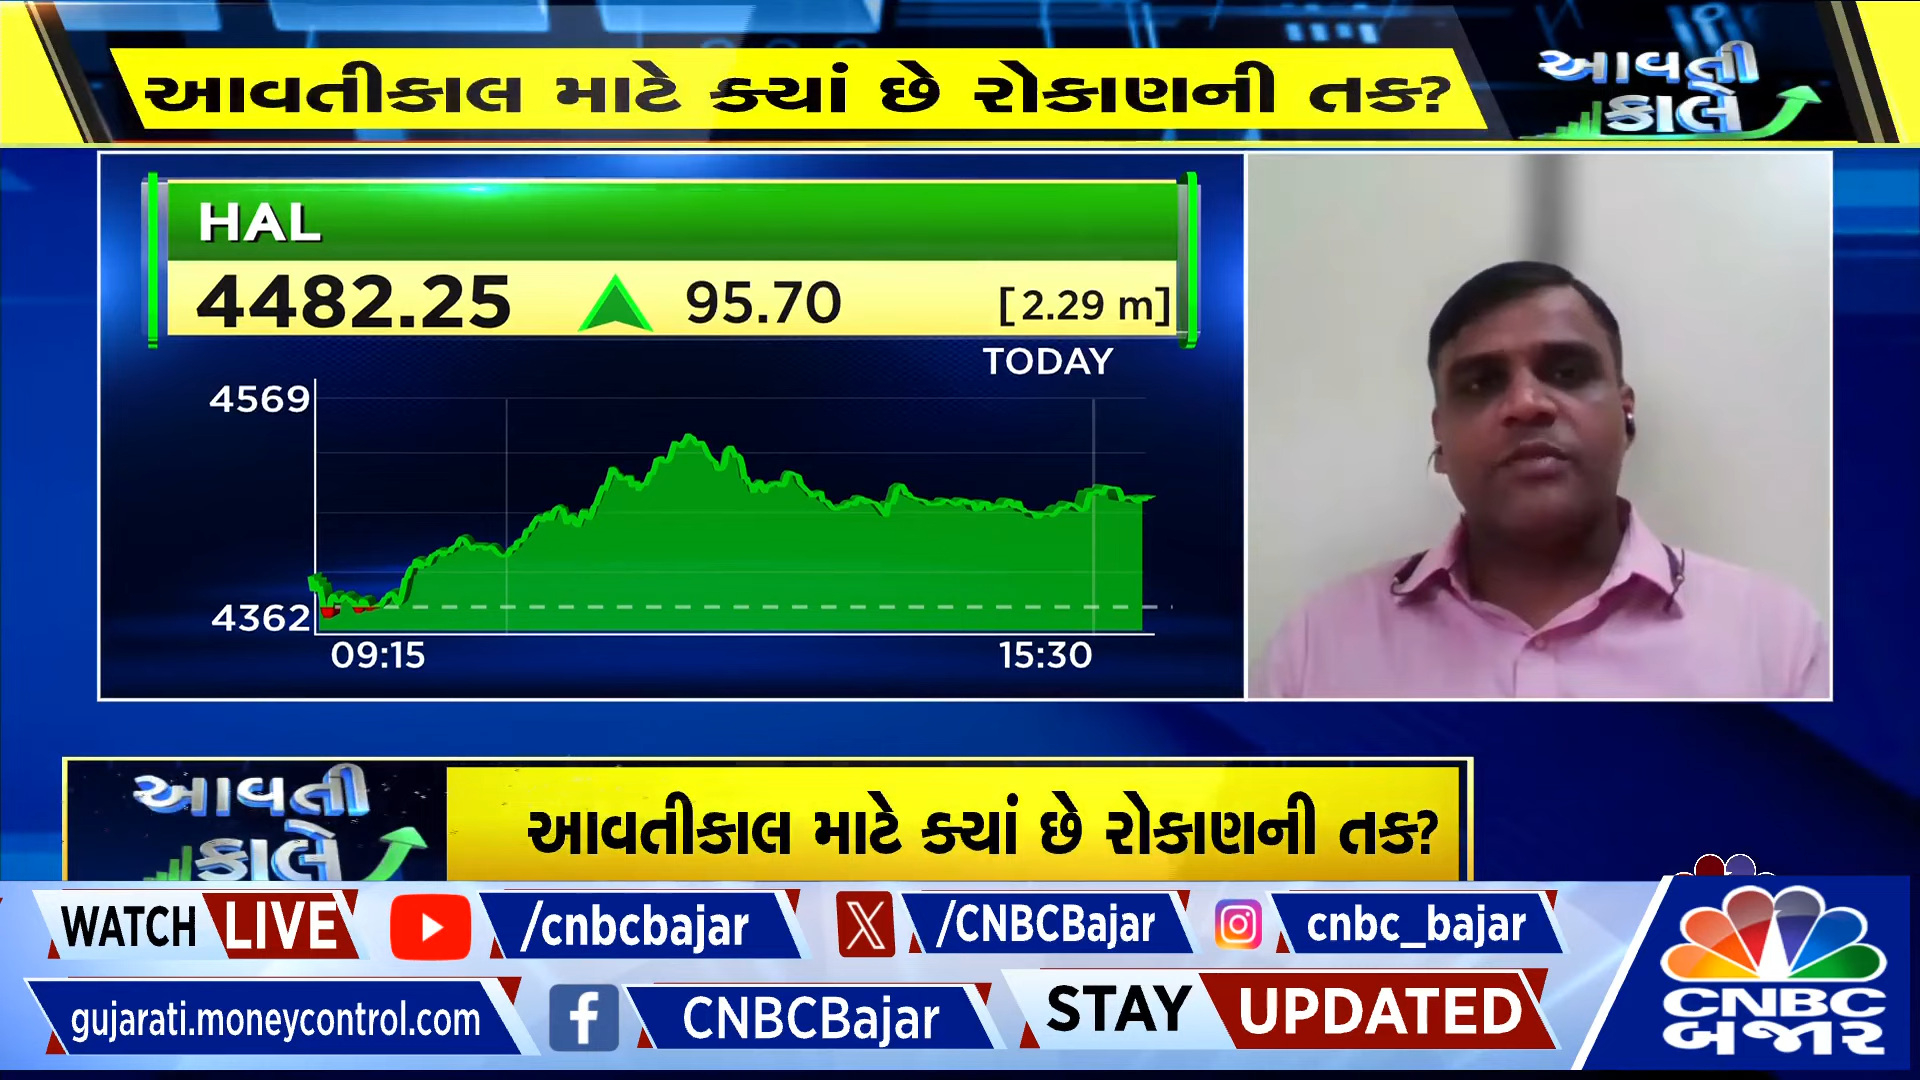 આવતીકાલ માટે ક્યાં છે રોકાણની તક?
આવતી
કાલે
HAL
4482.25 95.70 [2.29 m]
TODAY
4569
4362
09:15 15:30
આવતી
કાલે
આવતીકાલ માટે ક્યાં છે રોકાણની તક?
WATCH LIVE /cnbcbajar /CNBCBajar cnbc_bajar
gujarati.moneycontrol.com CNBCBajar STAY UPDATED
CNBC
બજાર